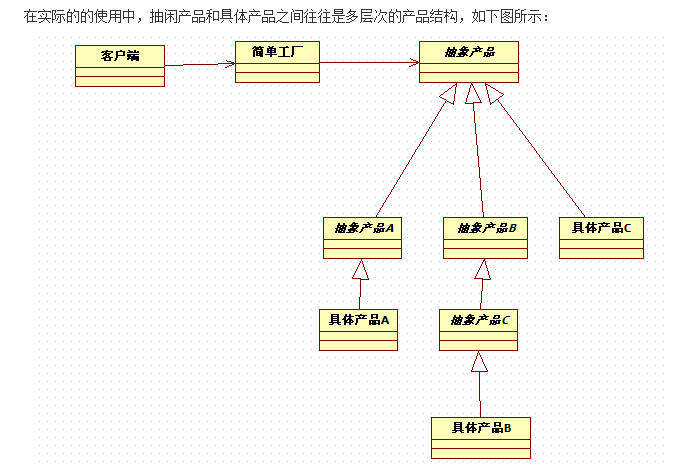 在实际的的使用中，抽闲产品和具体产品之间往往是多层次的产品结构，如下图所示：
客户端
简单工厂
抽象产品
抽象产品A
抽象产品B
具体产品C
具体产品A
抽象产品C
具体产品B